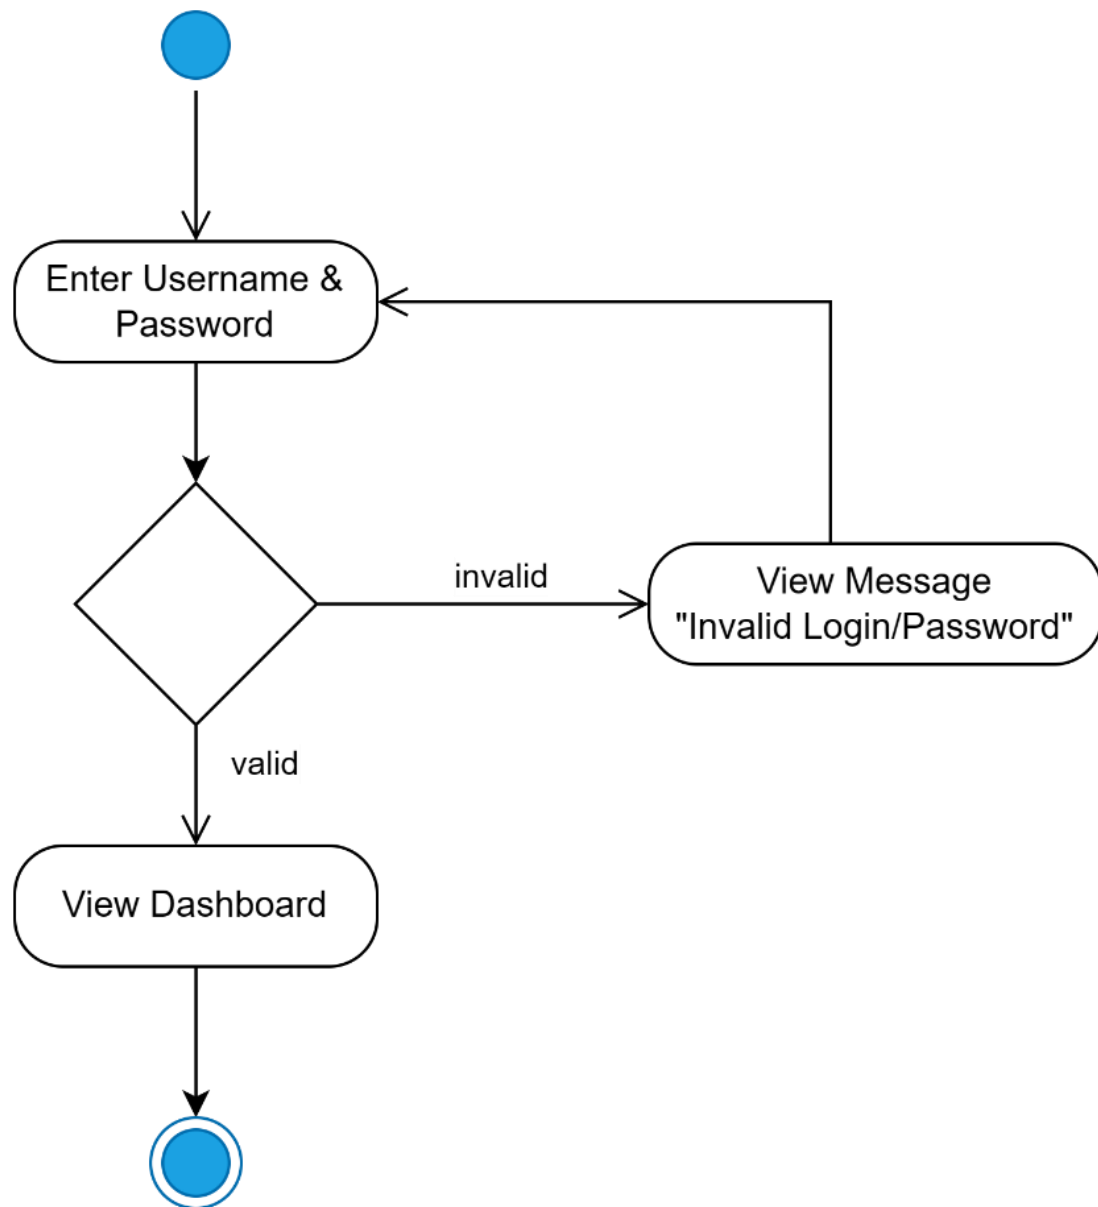 Enter Username &
Password
invalid
View Message
"Invalid Login/Password"
valid
View Dashboard